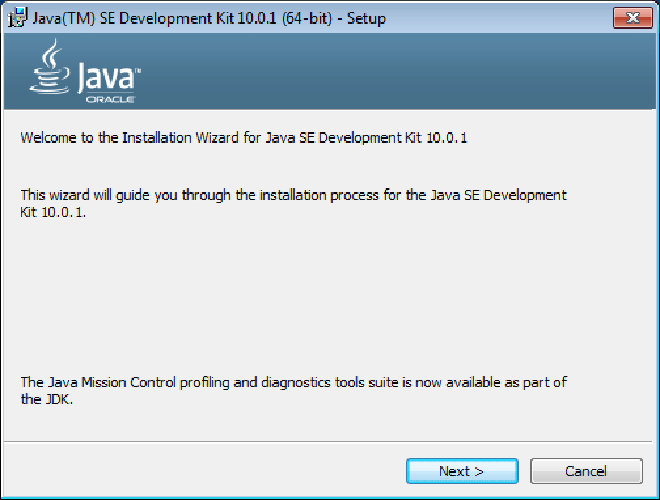 Java(TM) SE Development Kit 10.0.1 (64-bit) - Setup
Java™
ORACLE
Welcome to the Installation Wizard for Java SE Development Kit 10.0.1
This wizard will guide you through the installation process for the Java SE Development
Kit 10.0.1.
The Java Mission Control profiling and diagnostics tools suite is now available as part of
the JDK.
Next >
Cancel